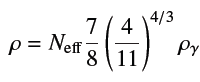 ρ = N_eff 7/8 (4/11)^{4/3} ρ_γ